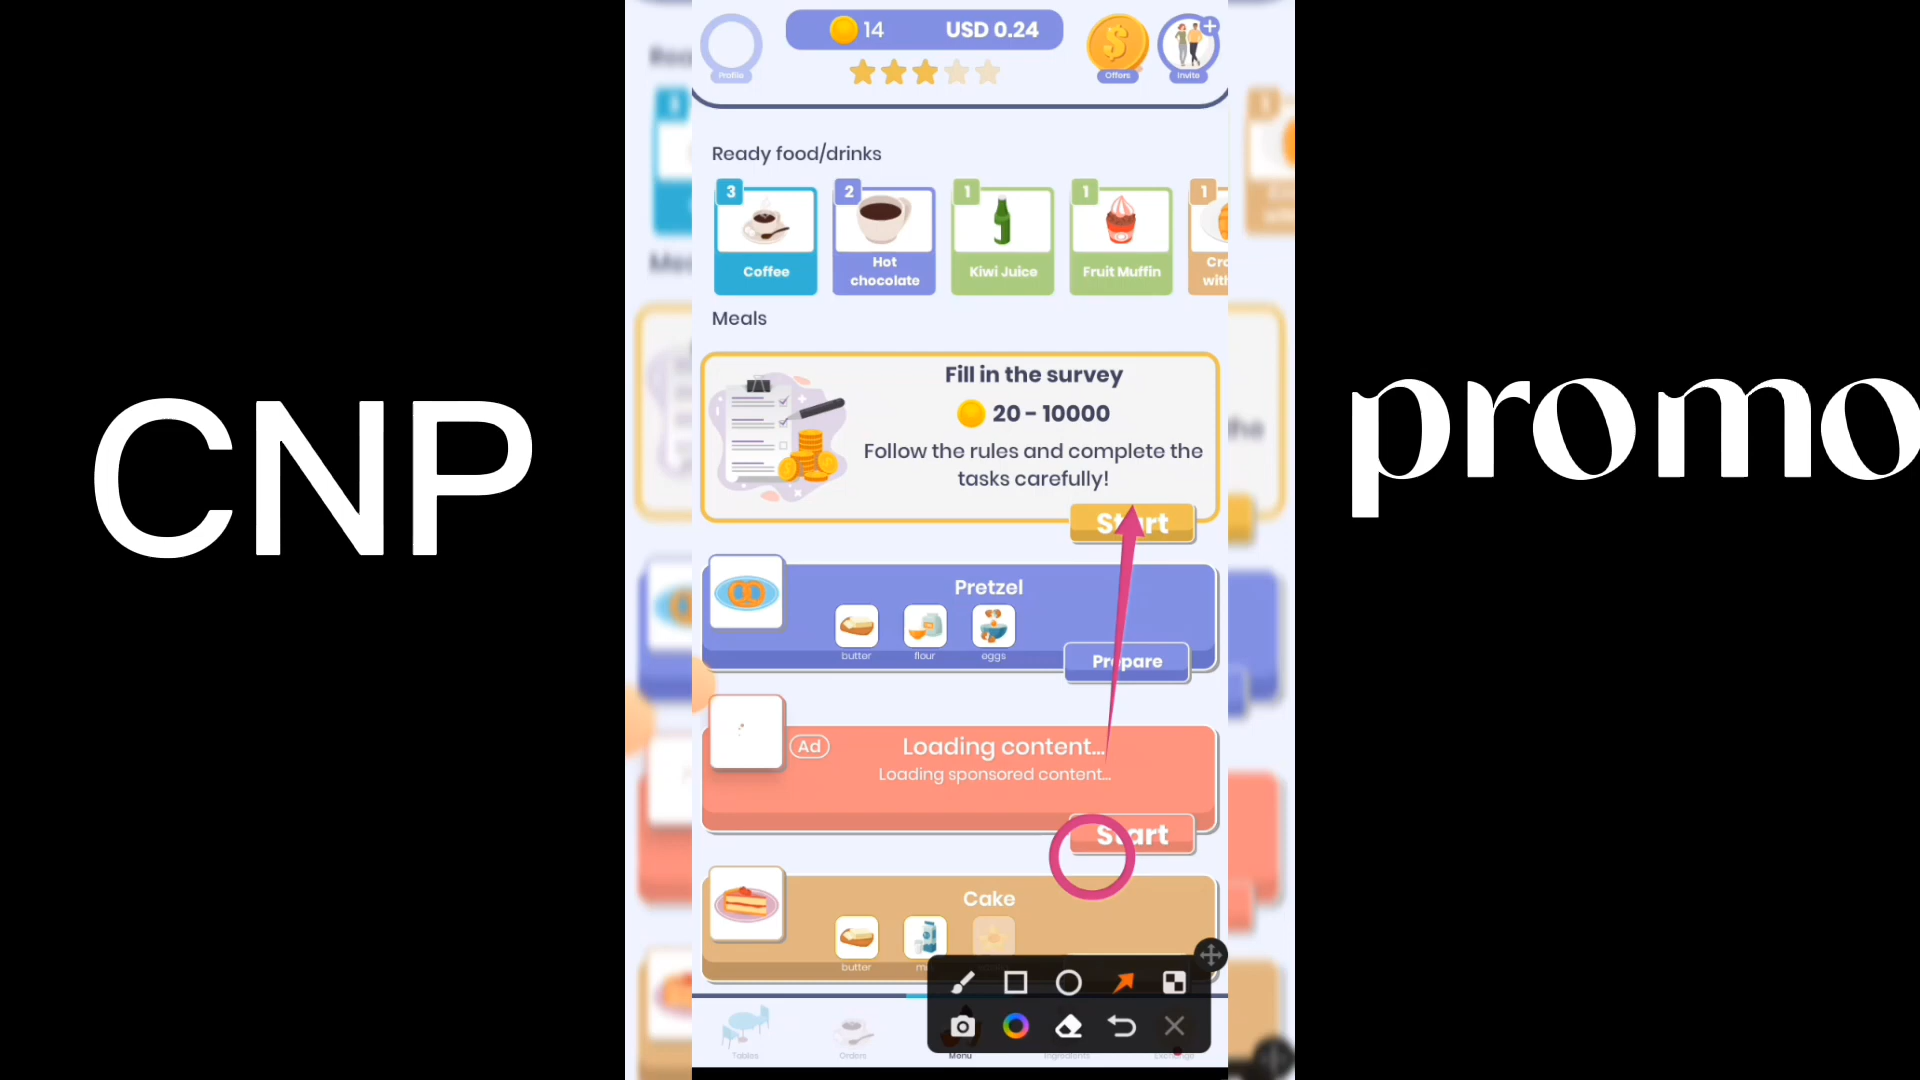 CNP
promo
14
USD 0.24
Profile
Offers
Invite
Ready food/drinks
3
2
1
1
1
Coffee
Hot
chocolate
Kiwi Juice
Fruit Muffin
Meals
Fill in the survey
20 - 10000
Follow the rules and complete the
tasks carefully!
Start
Pretzel
butter
flour
eggs
Prepare
Ad
Loading content...
Loading sponsored content...
Start
Cake
butter
Tables
Orders
Menu
Ingredients
Exchange